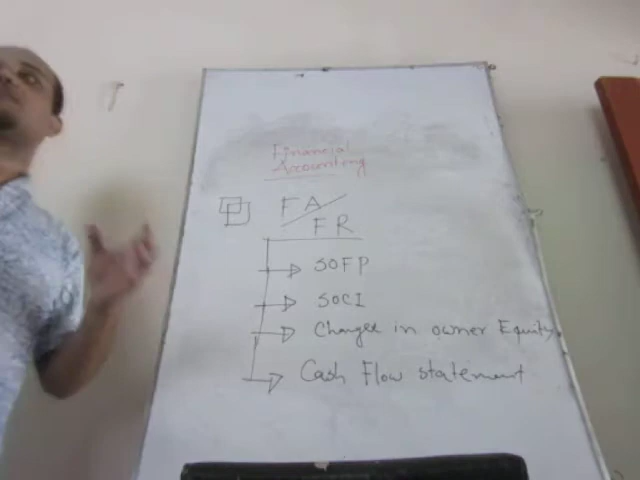 Financial
Accounting
FA/
FR
SOFP
SOCI
Changes in owner Equity
Cash Flow statement